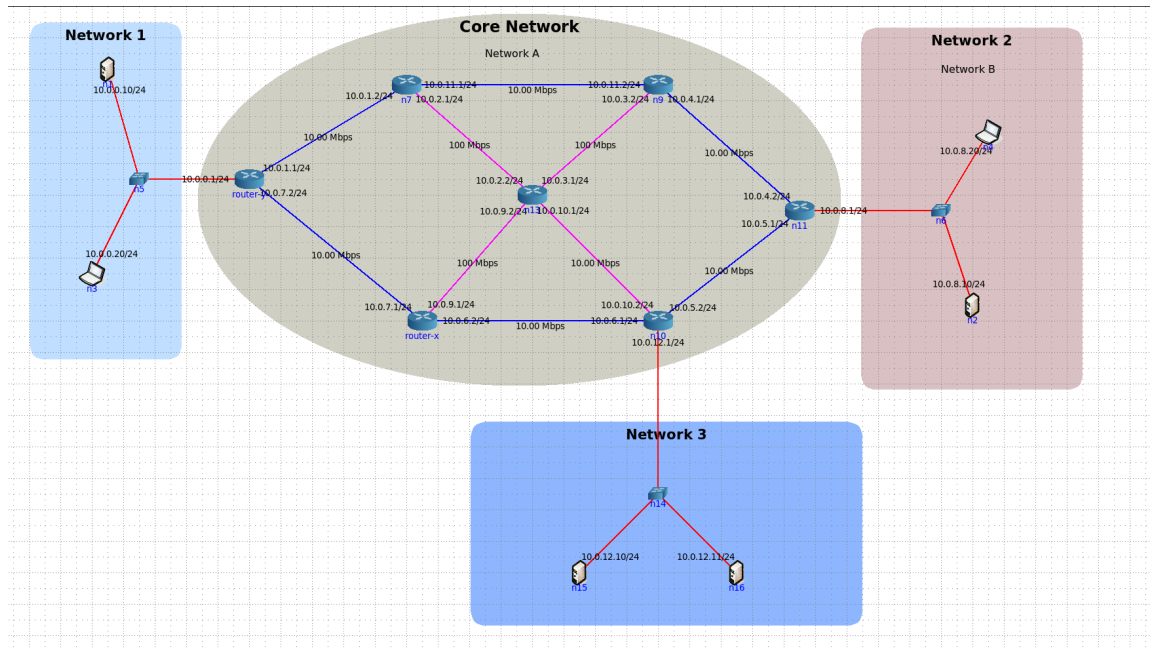 Network 1
n1
10.0.0.10/24
n5
10.0.0.1/24
10.0.0.20/24
n3
Core Network
Network A
n7
10.0.11.1/24
10.0.1.2/24
10.0.2.1/24
10.00 Mbps
10.0.11.2/24
10.0.3.2/24
n9
10.0.4.1/24
10.00 Mbps
100 Mbps
100 Mbps
10.00 Mbps
10.0.1.1/24
10.0.7.2/24
10.0.2.2/24
10.0.3.1/24
10.0.9.2/24
n13
10.0.10.1/24
10.0.4.2/24
10.0.5.1/24
n11
10.0.8.1/24
10.00 Mbps
100 Mbps
10.00 Mbps
10.00 Mbps
10.0.7.1/24
10.0.9.1/24
10.0.6.2/24
router-x
10.00 Mbps
10.0.10.2/24
10.0.5.2/24
10.0.6.1/24
n10
10.0.12.1/24
Network 2
Network B
10.0.8.20/24
n6
10.0.8.10/24
n2
Network 3
n14
10.0.12.10/24
10.0.12.11/24
n15
n16